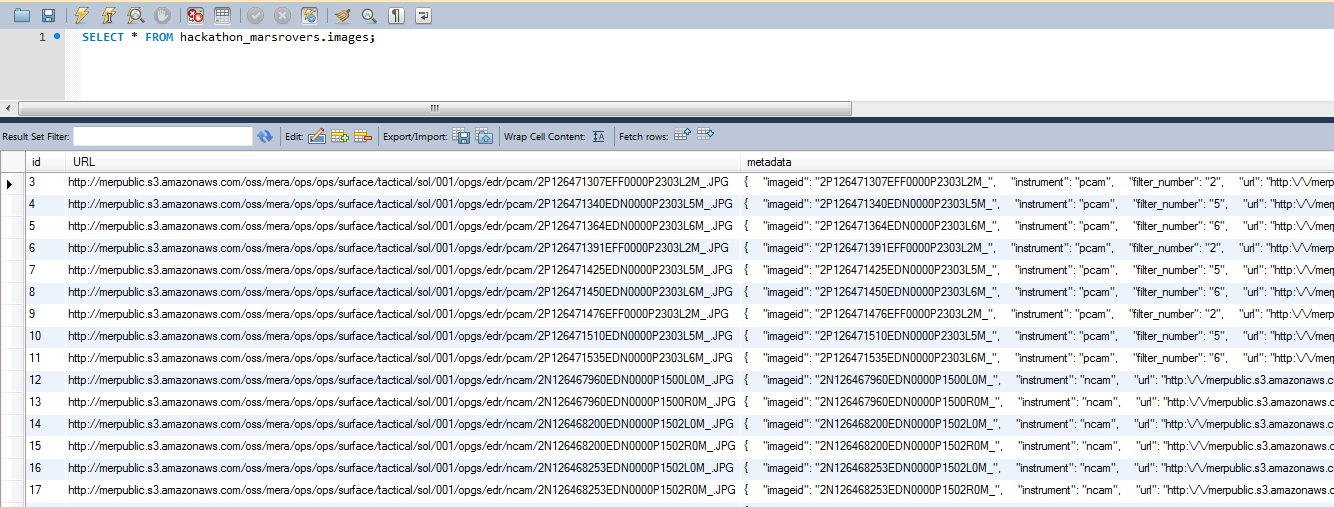 1 SELECT * FROM hackathon_marsrovers.images;
Result Set Filter: Edit: Export/Import: Wrap Cell Content: Fetch rows:
id URL metadata
3 http://merpublic.s3.amazonaws.com/oss/mera/ops/ops/surface/tactical/sol/001/opgs/edr/pcam/2P126471307EFF0000P2303L2M_.JPG { "imageid": "2P126471307EFF0000P2303L2M_", "instrument": "pcam", "filter_number": "2", "url": "http:\/\/merp
4 http://merpublic.s3.amazonaws.com/oss/mera/ops/ops/surface/tactical/sol/001/opgs/edr/pcam/2P126471340EDN0000P2303L5M_.JPG { "imageid": "2P126471340EDN0000P2303L5M_", "instrument": "pcam", "filter_number": "5", "url": "http:\/\/mer
5 http://merpublic.s3.amazonaws.com/oss/mera/ops/ops/surface/tactical/sol/001/opgs/edr/pcam/2P126471364EDN0000P2303L6M_.JPG { "imageid": "2P126471364EDN0000P2303L6M_", "instrument": "pcam", "filter_number": "6", "url": "http:\/\/mer
6 http://merpublic.s3.amazonaws.com/oss/mera/ops/ops/surface/tactical/sol/001/opgs/edr/pcam/2P126471391EFF0000P2303L2M_.JPG { "imageid": "2P126471391EFF0000P2303L2M_", "instrument": "pcam", "filter_number": "2", "url": "http:\/\/merp
7 http://merpublic.s3.amazonaws.com/oss/mera/ops/ops/surface/tactical/sol/001/opgs/edr/pcam/2P126471425EDN0000P2303L5M_.JPG { "imageid": "2P126471425EDN0000P2303L5M_", "instrument": "pcam", "filter_number": "5", "url": "http:\/\/mer
8 http://merpublic.s3.amazonaws.com/oss/mera/ops/ops/surface/tactical/sol/001/opgs/edr/pcam/2P126471450EDN0000P2303L6M_.JPG { "imageid": "2P126471450EDN0000P2303L6M_", "instrument": "pcam", "filter_number": "6", "url": "http:\/\/mer
9 http://merpublic.s3.amazonaws.com/oss/mera/ops/ops/surface/tactical/sol/001/opgs/edr/pcam/2P126471476EFF0000P2303L2M_.JPG { "imageid": "2P126471476EFF0000P2303L2M_", "instrument": "pcam", "filter_number": "2", "url": "http:\/\/merp
10 http://merpublic.s3.amazonaws.com/oss/mera/ops/ops/surface/tactical/sol/001/opgs/edr/pcam/2P126471510EDN0000P2303L5M_.JPG { "imageid": "2P126471510EDN0000P2303L5M_", "instrument": "pcam", "filter_number": "5", "url": "http:\/\/mer
11 http://merpublic.s3.amazonaws.com/oss/mera/ops/ops/surface/tactical/sol/001/opgs/edr/pcam/2P126471535EDN0000P2303L6M_.JPG { "imageid": "2P126471535EDN0000P2303L6M_", "instrument": "pcam", "filter_number": "6", "url": "http:\/\/mer
12 http://merpublic.s3.amazonaws.com/oss/mera/ops/ops/surface/tactical/sol/001/opgs/edr/ncam/2N126467960EDN0000P1500L0M_.JPG { "imageid": "2N126467960EDN0000P1500L0M_", "instrument": "ncam", "url": "http:\/\/merpublic.s3.amazonaws.c
13 http://merpublic.s3.amazonaws.com/oss/mera/ops/ops/surface/tactical/sol/001/opgs/edr/ncam/2N126467960EDN0000P1500R0M_.JPG { "imageid": "2N126467960EDN0000P1500R0M_", "instrument": "ncam", "url": "http:\/\/merpublic.s3.amazonaws.
14 http://merpublic.s3.amazonaws.com/oss/mera/ops/ops/surface/tactical/sol/001/opgs/edr/ncam/2N126468200EDN0000P1502L0M_.JPG { "imageid": "2N126468200EDN0000P1502L0M_", "instrument": "ncam", "url": "http:\/\/merpublic.s3.amazonaws.c
15 http://merpublic.s3.amazonaws.com/oss/mera/ops/ops/surface/tactical/sol/001/opgs/edr/ncam/2N126468200EDN0000P1502R0M_.JPG { "imageid": "2N126468200EDN0000P1502R0M_", "instrument": "ncam", "url": "http:\/\/merpublic.s3.amazonaws.
16 http://merpublic.s3.amazonaws.com/oss/mera/ops/ops/surface/tactical/sol/001/opgs/edr/ncam/2N126468253EDN0000P1502L0M_.JPG { "imageid": "2N126468253EDN0000P1502L0M_", "instrument": "ncam", "url": "http:\/\/merpublic.s3.amazonaws.c
17 http://merpublic.s3.amazonaws.com/oss/mera/ops/ops/surface/tactical/sol/001/opgs/edr/ncam/2N126468253EDN0000P1502R0M_.JPG { "imageid": "2N126468253EDN0000P1502R0M_", "instrument": "ncam", "url": "http:\/\/merpublic.s3.amazonaws.